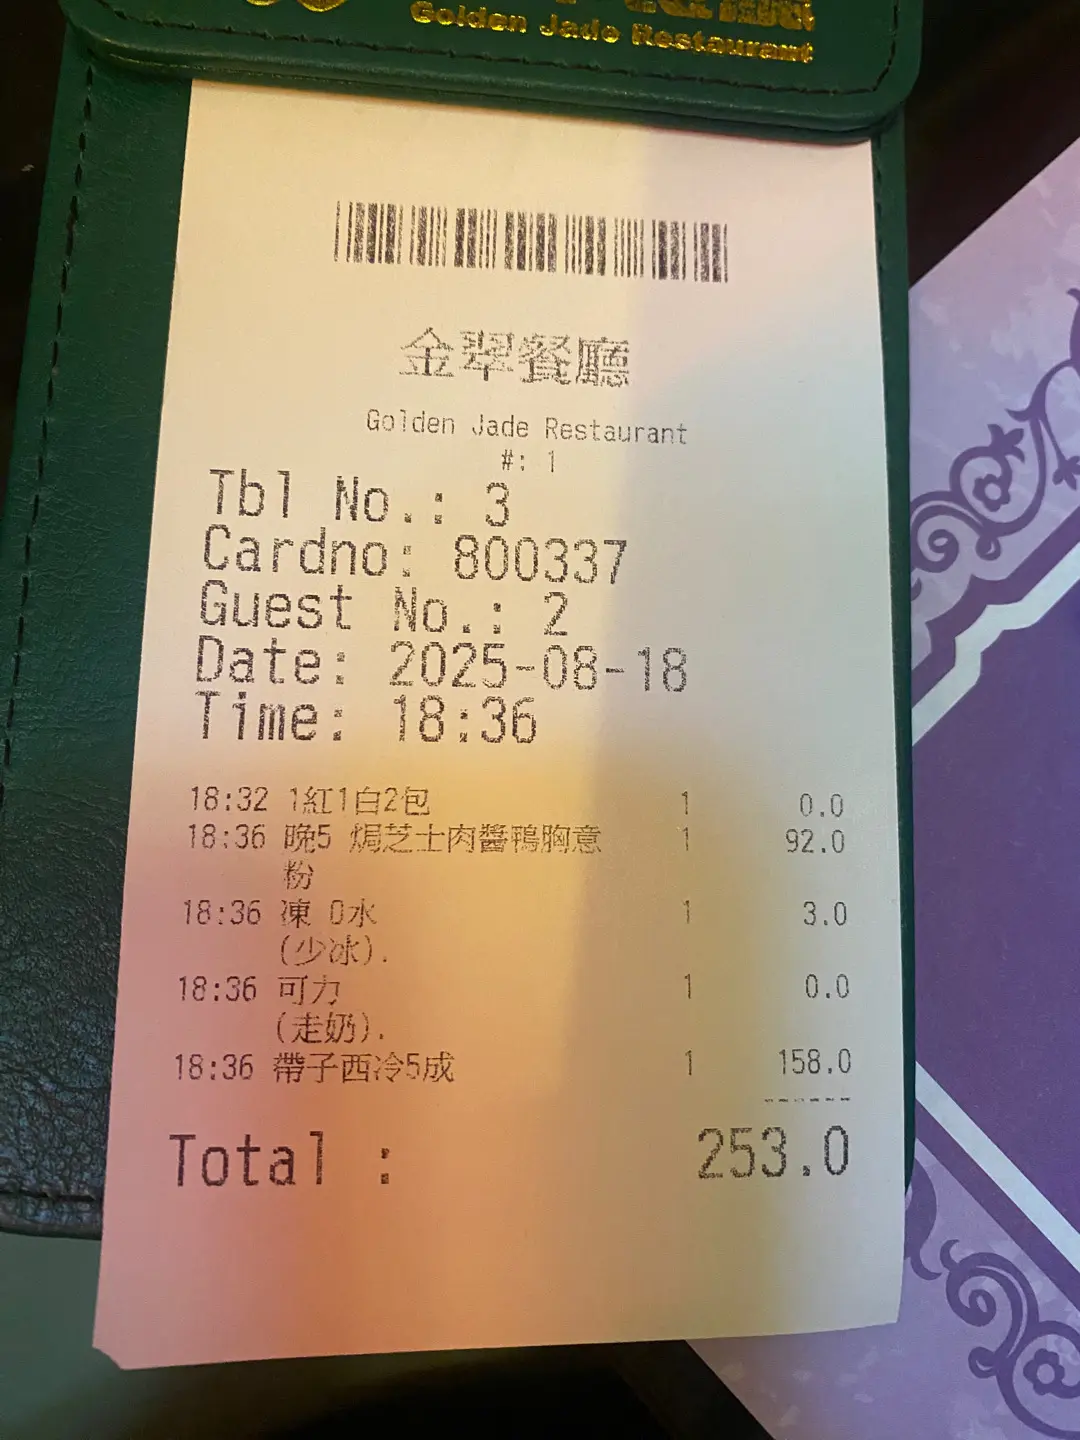 Golden Jade Restaurant
金翠餐廳
Golden Jade Restaurant
#: 1
Tbl No.: 3
Cardno: 800337
Guest No.: 2
Date: 2025-08-18
Time: 18:36
18:32 1紅1白2包 1 0.0
18:36 晚5 焗芝士肉醬鴨胸意 1 92.0
粉
18:36 凍 0水 1 3.0
(少冰).
18:36 可力 1 0.0
(走奶).
18:36 帶子西冷5成 1 158.0
------
Total : 253.0